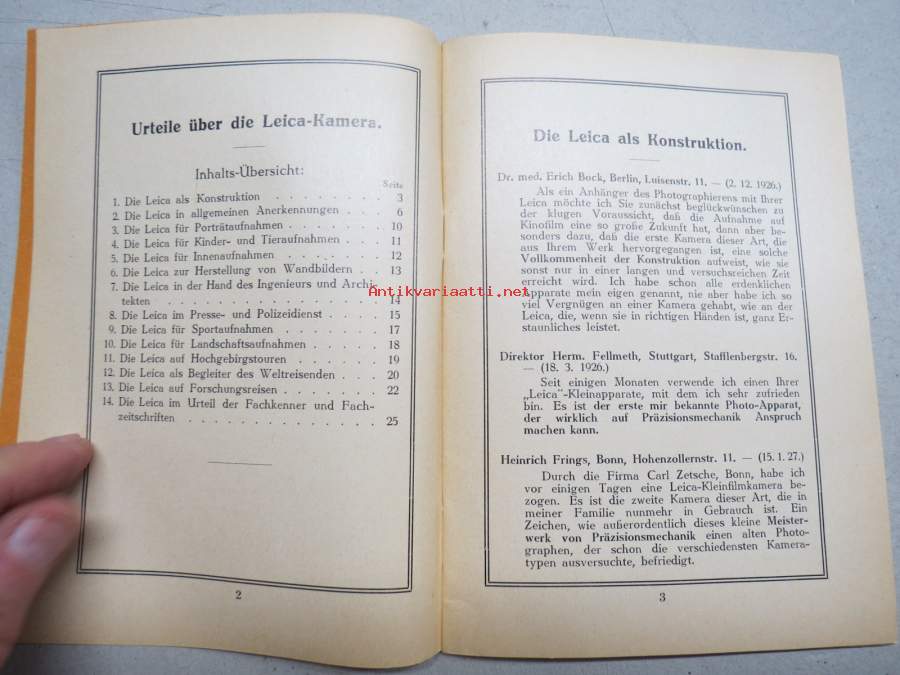 Urteile über die Leica-Kamera.
Inhalts-Übersicht:
Seite
1. Die Leica als Konstruktion . . . . . . . . 3
2. Die Leica in allgemeinen Anerkennungen . . . 6
3. Die Leica für Porträtaufnahmen . . . . . . 10
4. Die Leica für Kinder- und Tieraufnahmen . . . 11
5. Die Leica für Innenaufnahmen . . . . . . 12
6. Die Leica zur Herstellung von Wandbildern . . 13
7. Die Leica in der Hand des Ingenieurs und Archi-
tekten . . . . . . . . . . . . . . 14
8. Die Leica im Presse- und Polizeidienst . . . . 15
9. Die Leica für Sportaufnahmen . . . . . . 17
10. Die Leica für Landschaftsaufnahmen . . . . . 18
11. Die Leica auf Hochgebirgstouren . . . . . . 19
12. Die Leica als Begleiter des Weltreisenden . . . 20
13. Die Leica auf Forschungsreisen . . . . . . 22
14. Die Leica im Urteil der Fachkenner und Fach-
zeitschriften . . . . . . . . . . . . . 25
2
Antikvariaatti.net
Die Leica als Konstruktion.
Dr. med. Erich Bock, Berlin, Luisenstr. 11. — (2. 12. 1926.)
Als ein Anhänger des Photographierens mit Ihrer
Leica möchte ich Sie zunächst beglückwünschen zu
der klugen Voraussicht, daß die Aufnahme auf
Kinofilm eine so große Zukunft hat, dann aber be-
sonders dazu, daß die erste Kamera dieser Art, die
aus Ihrem Werk hervorgegangen ist, eine solche
Vollkommenheit der Konstruktion aufweist, wie sie
sonst nur in einer langen und versuchsreichen Zeit
erreicht wird. Ich habe schon alle erdenklichen
Apparate mein eigen genannt, nie aber habe ich so
viel Vergnügen an einer Kamera gehabt, wie an der
Leica, die, wenn sie in richtigen Händen ist, ganz Er-
staunliches leistet.
Direktor Herm. Fellmeth, Stuttgart, Stafflenbergstr. 16.
— (18. 3. 1926.)
Seit einigen Monaten verwende ich einen Ihrer
„Leica"-Kleinapparate, mit dem ich sehr zufrieden
bin. Es ist der erste mir bekannte Photo-Apparat,
der wirklich auf Präzisionsmechanik Anspruch
machen kann.
Heinrich Frings, Bonn, Hohenzollernstr. 11. — (15. 1. 27.)
Durch die Firma Carl Zetsche, Bonn, habe ich
vor einigen Tagen eine Leica-Kleinfilmkamera be-
zogen. Es ist die zweite Kamera dieser Art, die in
meiner Familie nunmehr in Gebrauch ist. Ein
Zeichen, wie außerordentlich dieses kleine Meister-
werk von Präzisionsmechanik einen alten Photo-
graphen, der schon die verschiedensten Kamera-
typen ausversuchte, befriedigt.
3